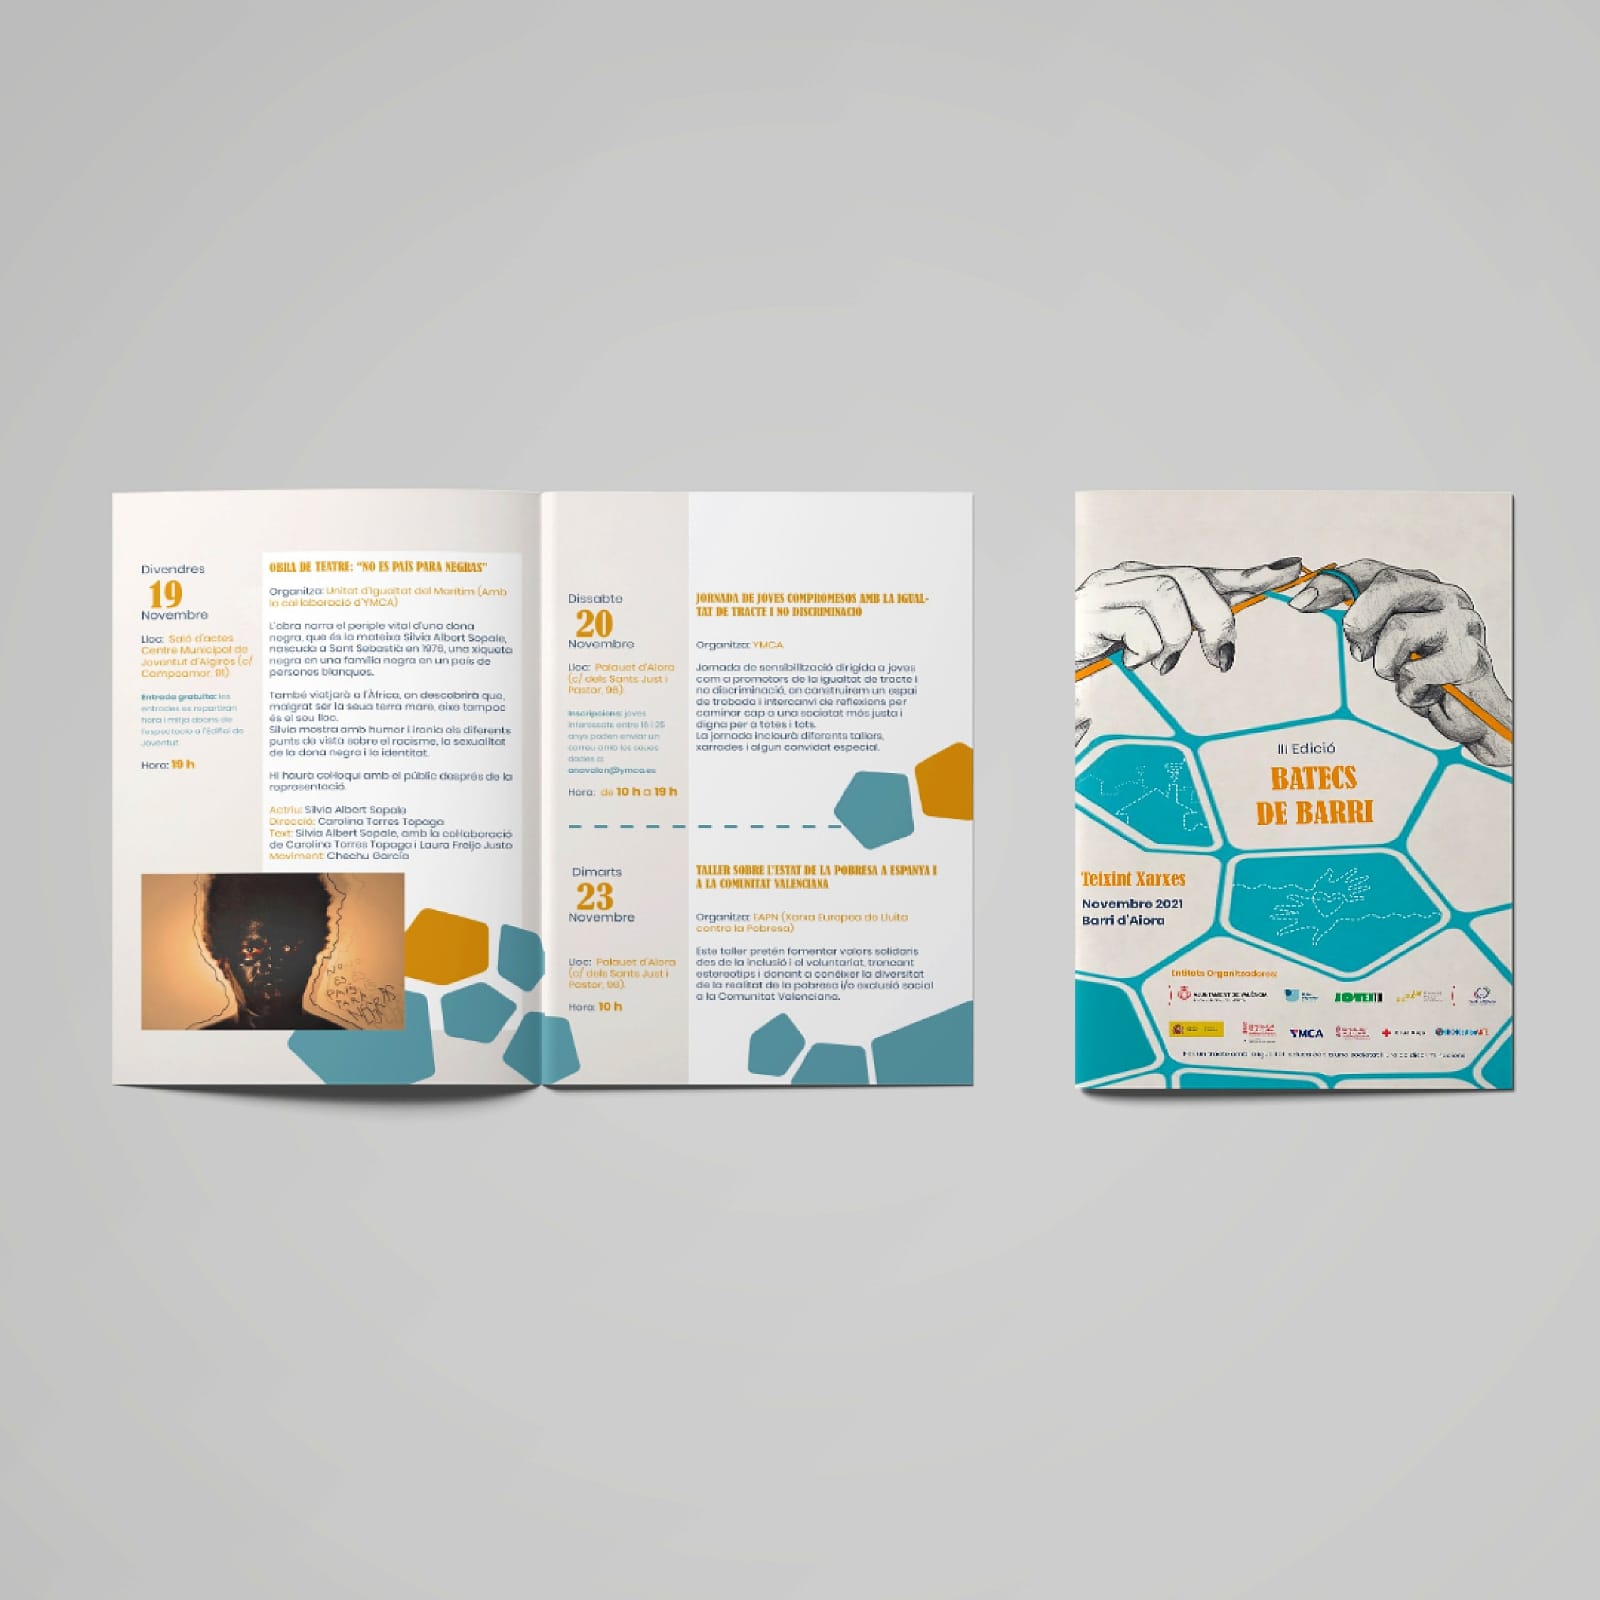 Divendres
19
Novembre
Lloc: Saló d'actes
Centre Municipal de
Joventut d'Algirós (c/
Campoamor, 91)
Entrada gratuïta: les
entrades es repartiran
hora i mitja abans de
l'espectacle a l'Edifici de
Joventut
Hora: 19 h
OBRA DE TEATRE: "NO ES PAÍS PARA NEGRAS"
Organitza: Unitat d'Igualtat del Marítim (Amb
la col·laboració d'YMCA)
L'obra narra el periple vital d'una dona
negra, que és la mateixa Silvia Albert Sopale,
nascuda a Sant Sebastià en 1976, una xiqueta
negra en una família negra en un país de
persones blanques.
També viatjarà a l'Àfrica, on descobrirà que,
malgrat ser la seua terra mare, eixe tampoc
és el seu lloc.
Silvia mostra amb humor i ironia els diferents
punts de vista sobre el racisme, la sexualitat
de la dona negra i la identitat.
Hi haurà col·loqui amb el públic després de la
representació.
Actriu: Silvia Albert Sopale
Direcció: Carolina Torres Topaga
Text: Silvia Albert Sopale, amb la col·laboració
de Carolina Torres Topaga i Laura Freijo Justo
Moviment: Chechu García
NO
ES
PAÍS
PARA
NEGRAS
Dissabte
20
Novembre
Lloc: Palauet d'Aiora
(c/ dels Sants Just i
Pastor, 98).
Inscripcions: joves
interessats entre 16 i 25
anys poden enviar un
correu amb les seues
dades a:
anavalon@ymca.es
Hora: de 10 h a 19 h
JORNADA DE JOVES COMPROMESOS AMB LA IGUAL-
TAT DE TRACTE I NO DISCRIMINACIÓ
Organitza: YMCA
Jornada de sensibilització dirigida a joves
com a promotors de la igualtat de tracte i
no discriminació, on construirem un espai
de trobada i intercanvi de reflexions per
caminar cap a una societat més justa i
digna per a totes i tots.
La jornada inclourà diferents tallers,
xarrades i algun convidat especial.
Dimarts
23
Novembre
Lloc: Palauet d'Aiora
(c/ dels Sants Just i
Pastor, 98).
Hora: 10 h
TALLER SOBRE L'ESTAT DE LA POBRESA A ESPANYA I
A LA COMUNITAT VALENCIANA
Organitza: EAPN (Xarxa Europea de Lluita
contra la Pobresa)
Este taller pretén fomentar valors solidaris
des de la inclusió i el voluntariat, trencant
estereotips i donant a conéixer la diversitat
de la realitat de la pobresa i/o exclusió social
a la Comunitat Valenciana.
III Edició
BATECS
DE BARRI
Teixint Xarxes
Novembre 2021
Barri d'Aiora
Entitats Organitzadores:
AJUNTAMENT DE VALÈNCIA
YMCA